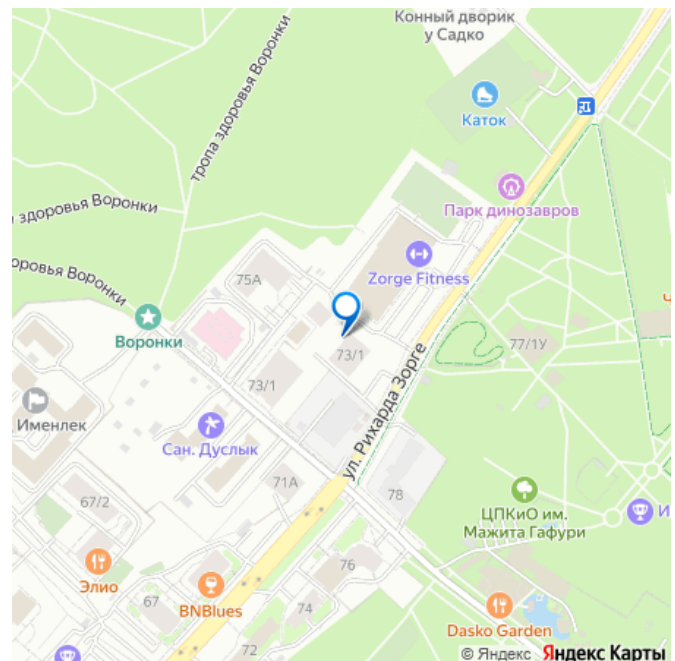 Конный дворик
у Садко
Каток
тропа здоровья Воронки
Парк динозавров
здоровья Воронки
Zorge Fitness
75А
оровья Воронки
Воронки
73/1
77/1У
ул. Рихарда Зорге
73/1
Именлек
Сан. Дуслык
71А
78
67/2
ЦПКиО им.
Мажита Гафури
76
Элио
67
BNBlues
74
Dasko Garden
72
© Яндекс Яндекс Карты